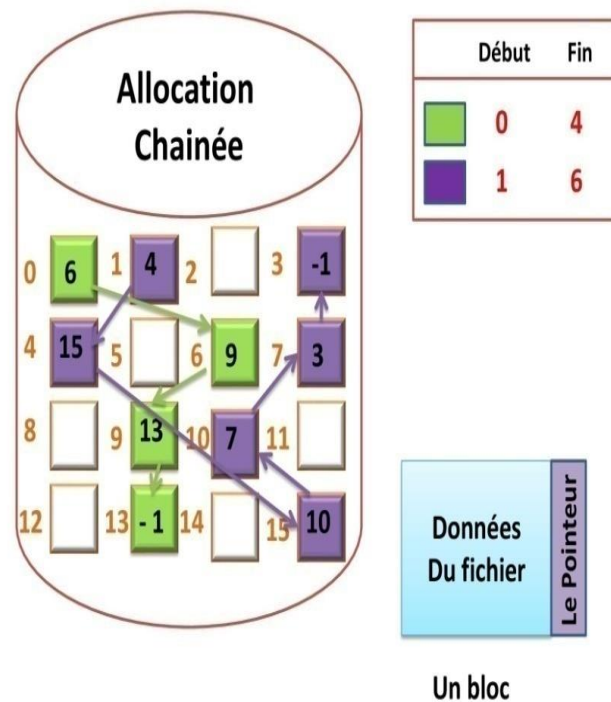 Allocation
Chainée
Début Fin
0 4
1 6
0 6 1 4 2 3 -1
4 15 5 6 9 7 3
8 9 13 10 7 11
12 13 - 1 14 15 10
Données
Du fichier
Le Pointeur
Un bloc